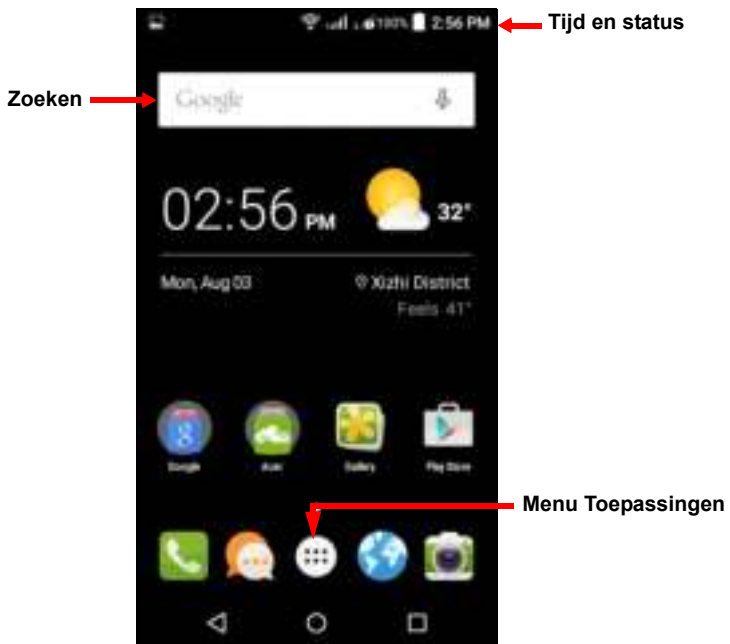 100% 2:56 PM
Tijd en status
Zoeken
Google
02:56 PM
32°
Mon, Aug 03
Xizhi District
Feels 41°
Google
Acer
Gallery
Play Store
Menu Toepassingen